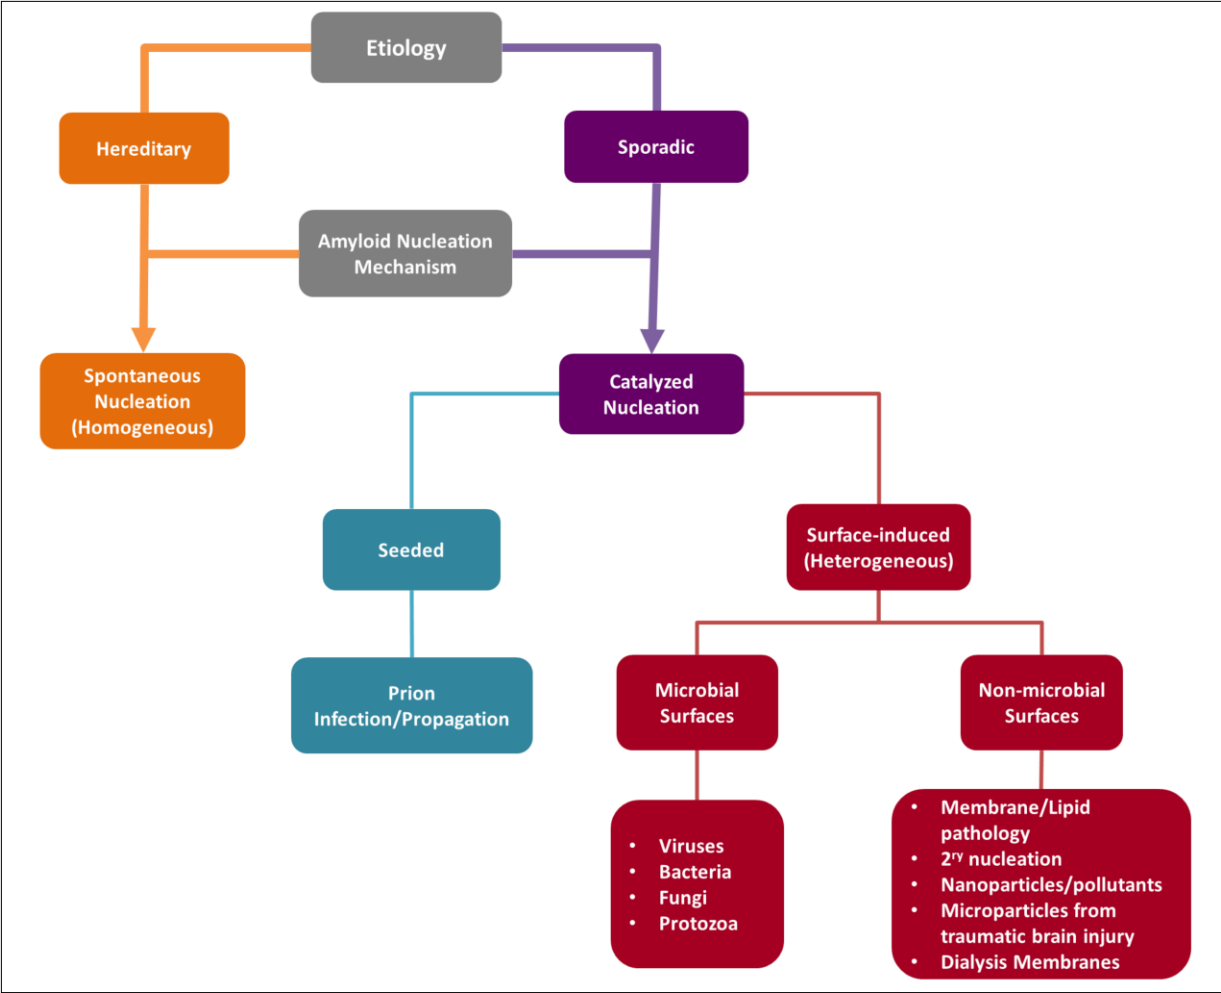 Etiology
Hereditary
Sporadic
Amyloid Nucleation
Mechanism
Spontaneous
Nucleation
(Homogeneous)
Catalyzed
Nucleation
Seeded
Surface-induced
(Heterogeneous)
Prion
Infection/Propagation
Microbial
Surfaces
Non-microbial
Surfaces
• Viruses
• Bacteria
• Fungi
• Protozoa
• Membrane/Lipid
pathology
• 2ʳʸ nucleation
• Nanoparticles/pollutants
• Microparticles from
traumatic brain injury
• Dialysis Membranes